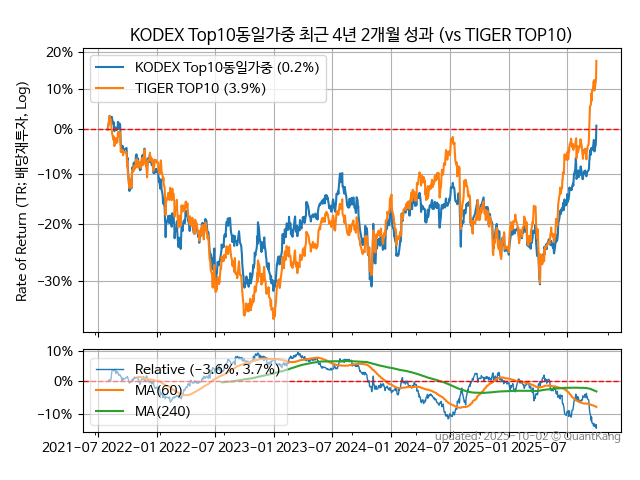 KODEX Top10동일가중 최근 4년 2개월 성과 (vs TIGER TOP10)
20%
10%
0%
−10%
−20%
−30%
Rate of Return (TR: 배당재투자, Log)
KODEX Top10동일가중 (0.2%)
TIGER TOP10 (3.9%)
10%
0%
−10%
Relative (−3.6%, 3.7%)
MA(60)
MA(240)
2021-07 2022-01 2022-07 2023-01 2023-07 2024-01 2024-07 2025-01 2025-07
updated: 2025-10-02 © QuantKang